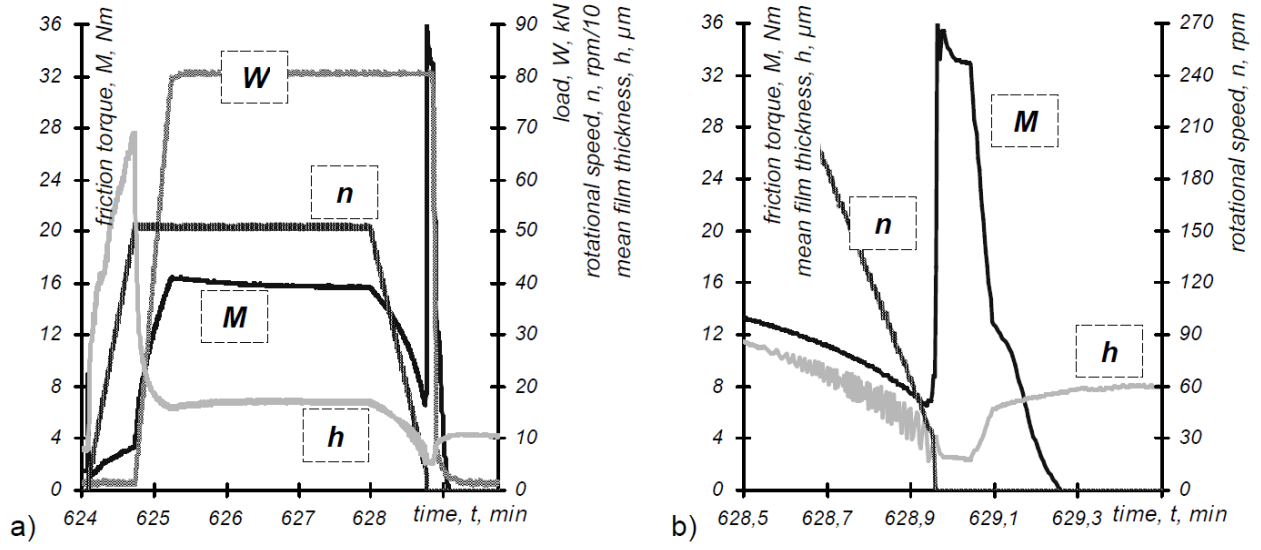 36
32
28
24
20
16
12
8
4
0
friction torque, M, Nm
W
n
M
h
90
80
70
60
50
40
30
20
10
0
load, W, kN
rotational speed, n, rpm/10
mean film thickness, h, µm
624 625 626 627 628 time, t, min
a)
36
32
28
24
20
16
12
8
4
0
friction torque, M, Nm
mean film thickness, h, µm
n
M
h
270
240
210
180
150
120
90
60
30
0
rotational speed, n, rpm
628,5 628,7 628,9 629,1 629,3 time, t, min
b)